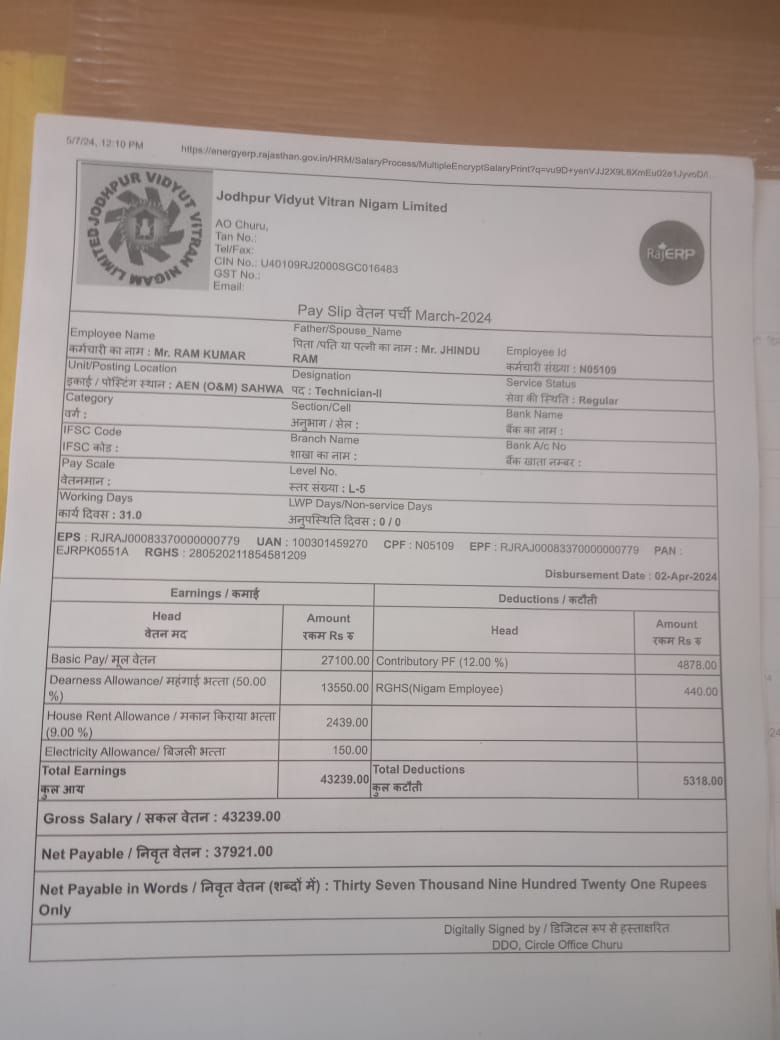 5/7/24, 12:10 PM
https://energyerp.rajasthan.gov.in/HRM/SalaryProcess/MultipleEncryptSalaryPrint?q=
JODHPUR VIDYUT VITRAN NIGAM LIMITED
Jodhpur Vidyut Vitran Nigam Limited
AO Churu,
Tan No.:
Tel/Fax:
CIN No.: U40109RJ2000SGC016483
GST No.:
Email:
RajERP
Pay Slip वेतन पर्ची March-2024
Employee Name
कर्मचारी का नाम : Mr. RAM KUMAR
Father/Spouse_Name
पिता /पति या पत्नी का नाम : Mr. JHINDU
RAM
Employee Id
कर्मचारी संख्या : N05109
Unit/Posting Location
इकाई / पोस्टिंग स्थान : AEN (O&M) SAHWA
Designation
पद : Technician-II
Service Status
सेवा की स्थिति : Regular
Category
वर्ग :
Section/Cell
अनुभाग / सेल :
Bank Name
बैंक का नाम :
IFSC Code
IFSC कोड :
Branch Name
शाखा का नाम :
Bank A/c No
बैंक खाता नम्बर :
Pay Scale
वेतनमान :
Level No.
स्तर संख्या : L-5
Working Days
कार्य दिवस : 31.0
LWP Days/Non-service Days
अनुपस्थिति दिवस : 0 / 0
EPS : RJRAJ00083370000000779 UAN : 100301459270 CPF : N05109 EPF : RJRAJ00083370000000779 PAN :
EJRPK0551A RGHS : 280520211854581209
Disbursement Date : 02-Apr-2024
Earnings / कमाई Deductions / कटौती
Head
वेतन मद
Amount
रकम Rs रु
Head
Amount
रकम Rs रु
Basic Pay/ मूल वेतन 27100.00 Contributory PF (12.00 %) 4878.00
Dearness Allowance/ महंगाई भत्ता (50.00
%) 13550.00 RGHS(Nigam Employee) 440.00
House Rent Allowance / मकान किराया भत्ता
(9.00 %) 2439.00
Electricity Allowance/ बिजली भत्ता 150.00
Total Earnings
कुल आय 43239.00
Total Deductions
कुल कटौती 5318.00
Gross Salary / सकल वेतन : 43239.00
Net Payable / निवृत वेतन : 37921.00
Net Payable in Words / निवृत वेतन (शब्दों में) : Thirty Seven Thousand Nine Hundred Twenty One Rupees
Only
Digitally Signed by / डिजिटल रूप से हस्ताक्षरित
DDO, Circle Office Churu